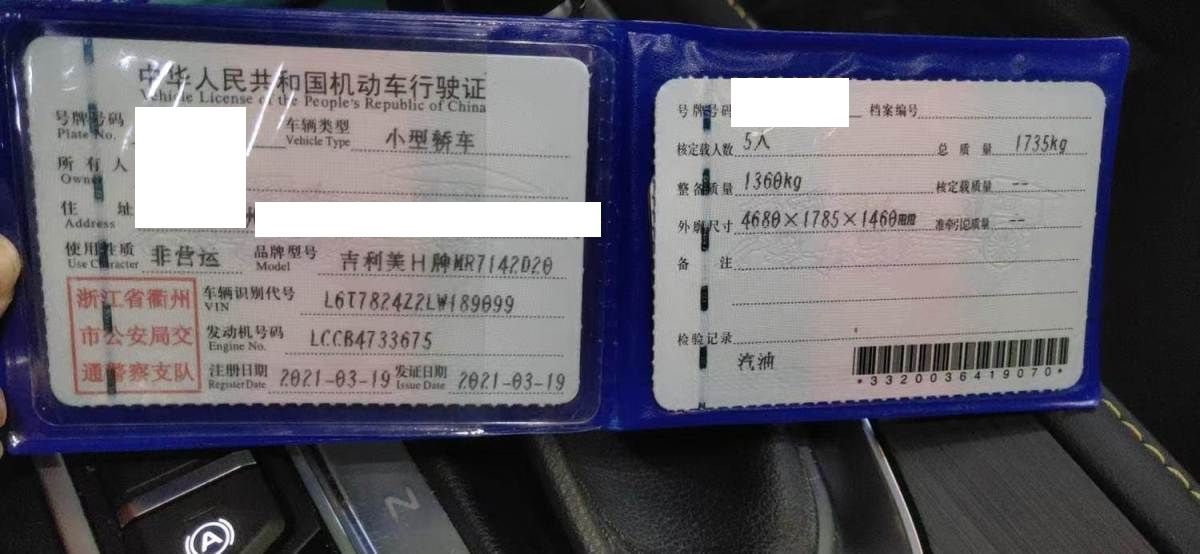 中华人民共和国机动车行驶证
Vehicle License of the People's Republic of China
号牌号码
Plate No.
车辆类型 小型轿车
Vehicle Type
所有人
Owner
住址
Address
使用性质 非营运
Use Character
品牌型号 吉利美日牌MR7142D20
Model
浙江省衢州
市公安局交
通警察支队
车辆识别代号 L6T7824Z2LW189099
VIN
发动机号码 LCCB4733675
Engine No.
注册日期 2021-03-19 发证日期 2021-03-19
Register Date Issue Date
号牌号码 档案编号
核定载人数 5人 总质量 1735kg
整备质量 1360kg 核定载质量 --
外廓尺寸 4680×1785×1460mm 准牵引总质量 --
备注
检验记录
汽油
*3320036419070*
A